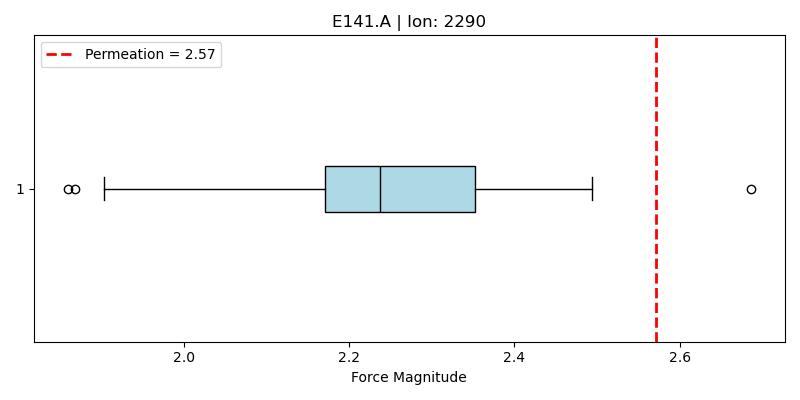 E141.A | Ion: 2290
Permeation = 2.57
1
2.0 2.2 2.4 2.6
Force Magnitude